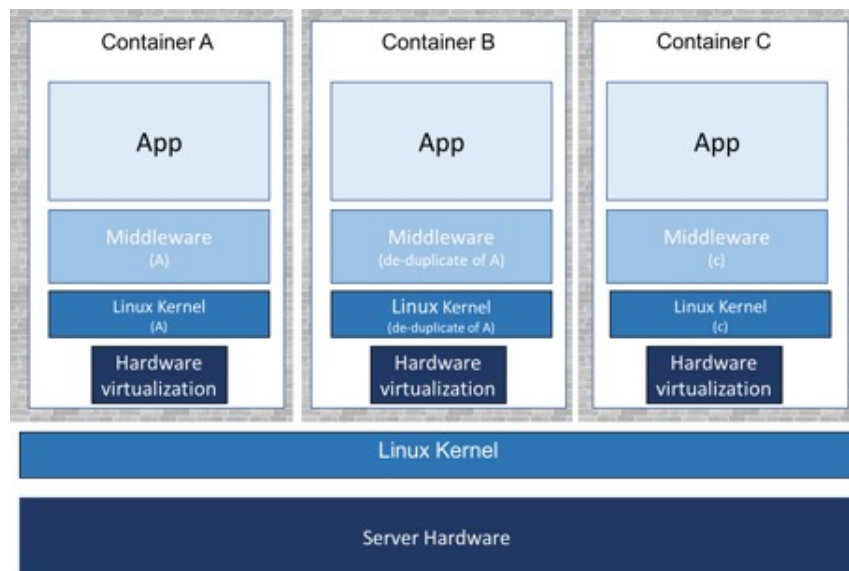 Container A
App
Middleware
(A)
Linux Kernel
(A)
Hardware
virtualization
Container B
App
Middleware
(de-duplicate of A)
Linux Kernel
(de-duplicate of A)
Hardware
virtualization
Container C
App
Middleware
(c)
Linux Kernel
(c)
Hardware
virtualization
Linux Kernel
Server Hardware